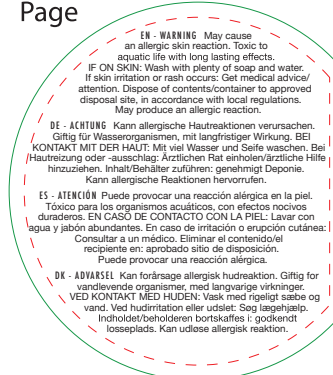 Page
EN - WARNING May cause
an allergic skin reaction. Toxic to
aquatic life with long lasting effects.
IF ON SKIN: Wash with plenty of soap and water.
If skin irritation or rash occurs: Get medical advice/
attention. Dispose of contents/container to approved
disposal site, in accordance with local regulations.
May produce an allergic reaction.
DE - ACHTUNG Kann allergische Hautreaktionen verursachen.
Giftig für Wasserorganismen, mit langfristiger Wirkung. BEI
KONTAKT MIT DER HAUT: Mit viel Wasser und Seife waschen. Bei
Hautreizung oder -ausschlag: Ärztlichen Rat einholen/ärztliche Hilfe
hinzuziehen. Inhalt/Behälter zuführen: genehmigt Deponie.
Kann allergische Reaktionen hervorrufen.
ES - ATENCIÓN Puede provocar una reacción alérgica en la piel.
Tóxico para los organismos acuáticos, con efectos nocivos
duraderos. EN CASO DE CONTACTO CON LA PIEL: Lavar con
agua y jabón abundantes. En caso de irritación o erupción cutánea:
Consultar a un médico. Eliminar el contenido/el
recipiente en: aprobado sitio de disposición.
Puede provocar una reacción alérgica.
DK - ADVARSEL Kan forårsage allergisk hudreaktion. Giftig for
vandlevende organismer, med langvarige virkninger.
VED KONTAKT MED HUDEN: Vask med rigeligt sæbe og
vand. Ved hudirritation eller udslet: Søg lægehjælp.
Indholdet/beholderen bortskaffes i: godkendt
losseplads. Kan udløse allergisk reaktion.